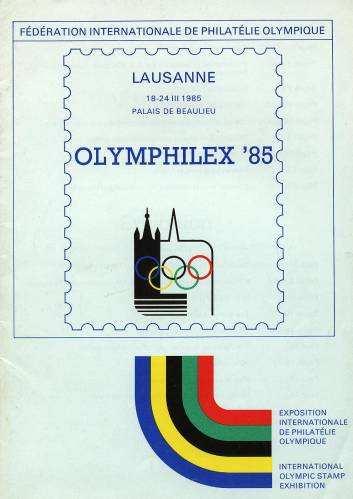 FÉDÉRATION INTERNATIONALE DE PHILATÉLIE OLYMPIQUE
LAUSANNE
18-24 III 1985
PALAIS DE BEAULIEU
OLYMPHILEX '85
EXPOSITION
INTERNATIONALE
DE PHILATÉLIE
OLYMPIQUE
INTERNATIONAL
OLYMPIC STAMP
EXHIBITION